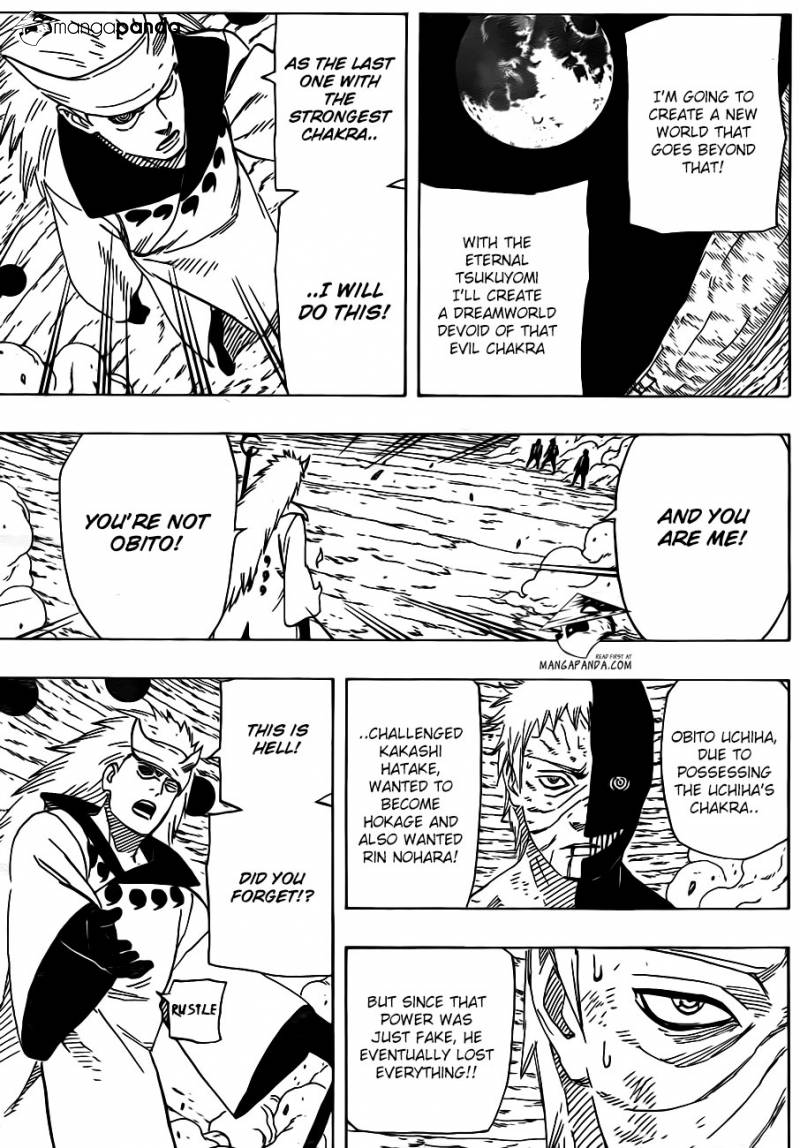 mangapanda
I'M GOING TO
CREATE A NEW
WORLD THAT
GOES BEYOND
THAT!
WITH THE
ETERNAL
TSUKUYOMI
I'LL CREATE
A DREAMWORLD
DEVOID OF THAT
EVIL CHAKRA
AS THE LAST
ONE WITH
THE
STRONGEST
CHAKRA..
..I WILL
DO THIS!
AND YOU
ARE ME!
YOU'RE NOT
OBITO!
READ FIRST AT
MANGAPANDA.COM
OBITO UCHIHA,
DUE TO
POSSESSING
THE UCHIHA'S
CHAKRA..
..CHALLENGED
KAKASHI
HATAKE,
WANTED TO
BECOME
HOKAGE AND
ALSO WANTED
RIN NOHARA!
BUT SINCE THAT
POWER WAS
JUST FAKE, HE
EVENTUALLY LOST
EVERYTHING!!
THIS IS
HELL!
DID YOU
FORGET!?
RUSTLE